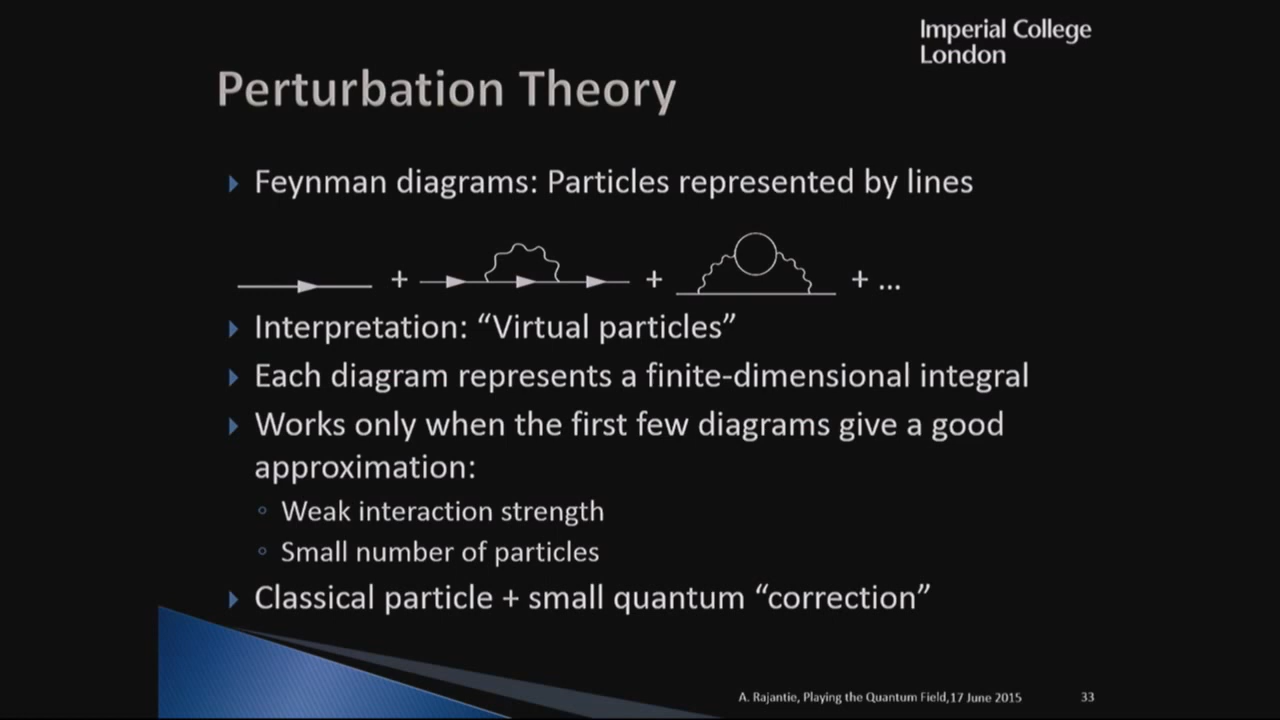 Imperial College
London
Perturbation Theory
Feynman diagrams: Particles represented by lines
+ + + ...
Interpretation: “Virtual particles”
Each diagram represents a finite-dimensional integral
Works only when the first few diagrams give a good
approximation:
Weak interaction strength
Small number of particles
Classical particle + small quantum “correction”
A. Rajantie, Playing the Quantum Field,17 June 2015 33